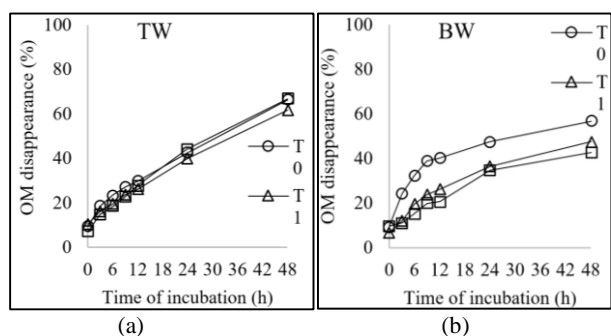 TW
OM disappearance (%)
100
80
60
40
20
0
T
0
T
1
0 6 12 18 24 30 36 42 48
Time of incubation (h)
(a)
BW
OM disappearance (%)
100
80
60
40
20
0
T
0
T
1
0 6 12 18 24 30 36 42 48
Time of incubation (h)
(b)